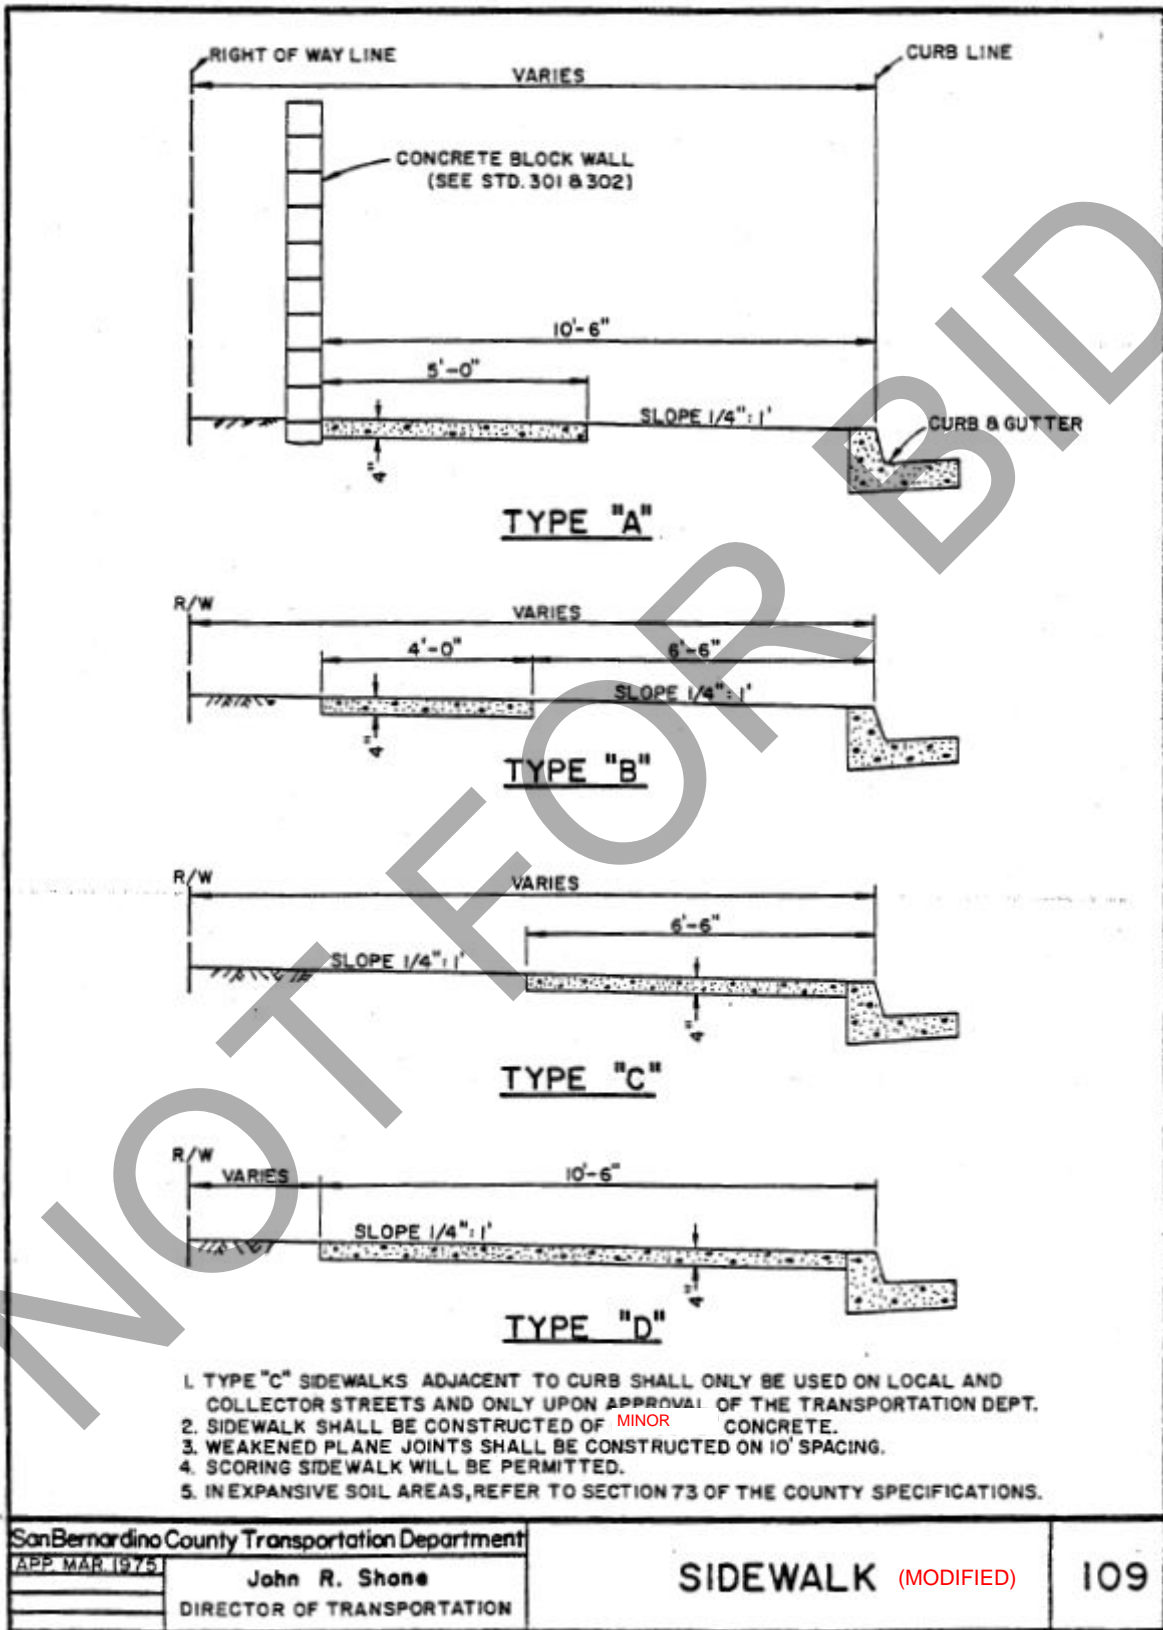 RIGHT OF WAY LINE
CURB LINE
VARIES
CONCRETE BLOCK WALL
(SEE STD. 301 & 302)
10'-6"
5'-0"
SLOPE 1/4":1'
CURB & GUTTER
4"
TYPE "A"
R/W
VARIES
4'-0"
6'-6"
SLOPE 1/4":1'
4"
TYPE "B"
R/W
VARIES
6'-6"
SLOPE 1/4":1'
4"
TYPE "C"
R/W
VARIES
10'-6"
SLOPE 1/4":1'
4"
TYPE "D"
NOT FOR BID
1. TYPE "C" SIDEWALKS ADJACENT TO CURB SHALL ONLY BE USED ON LOCAL AND
COLLECTOR STREETS AND ONLY UPON APPROVAL OF THE TRANSPORTATION DEPT.
2. SIDEWALK SHALL BE CONSTRUCTED OF MINOR CONCRETE.
3. WEAKENED PLANE JOINTS SHALL BE CONSTRUCTED ON 10' SPACING.
4. SCORING SIDEWALK WILL BE PERMITTED.
5. IN EXPANSIVE SOIL AREAS, REFER TO SECTION 73 OF THE COUNTY SPECIFICATIONS.
San Bernardino County Transportation Department
APP. MAR. 1975
John R. Shone
DIRECTOR OF TRANSPORTATION
SIDEWALK (MODIFIED)
109